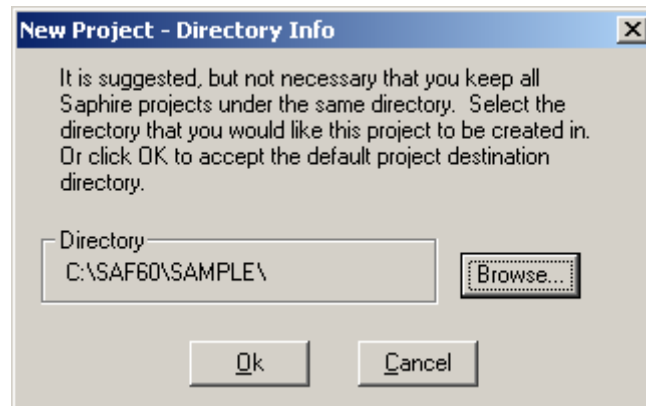 New Project - Directory Info
It is suggested, but not necessary that you keep all
Saphire projects under the same directory. Select the
directory that you would like this project to be created in.
Or click OK to accept the default project destination
directory.
Directory
C:\SAF60\SAMPLE\
Browse...
Ok
Cancel